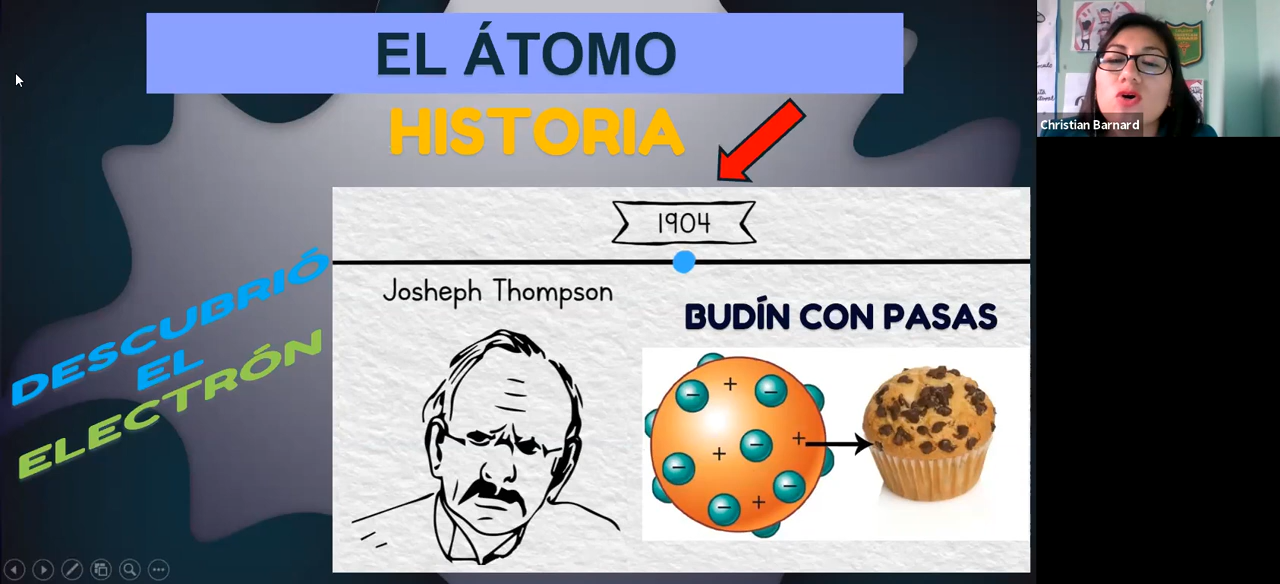 EL ÁTOMO
HISTORIA
1904
Josheph Thompson
BUDÍN CON PASAS
DESCUBRIÓ
EL
ELECTRÓN
Christian Barnard